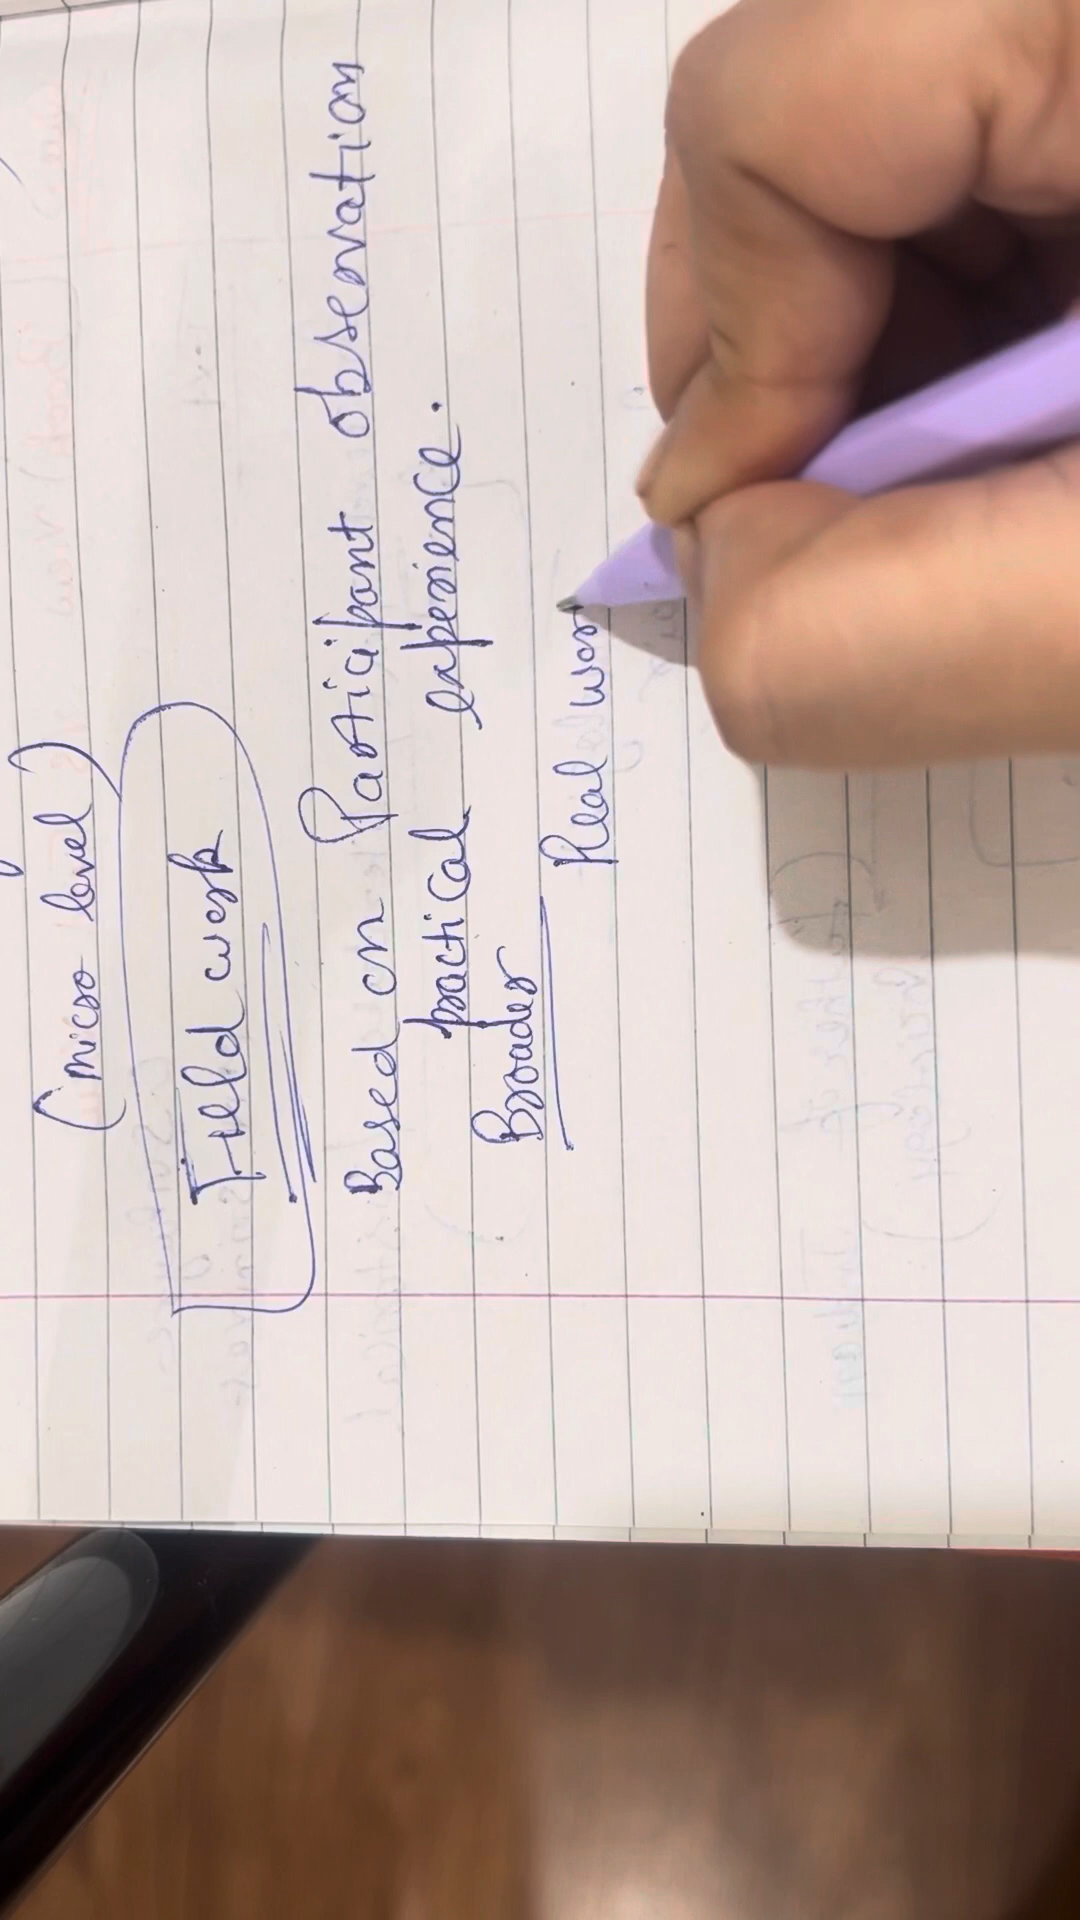 (micro level)
Field work
Based on Participant observation
practical experience.
Broader
Real wor